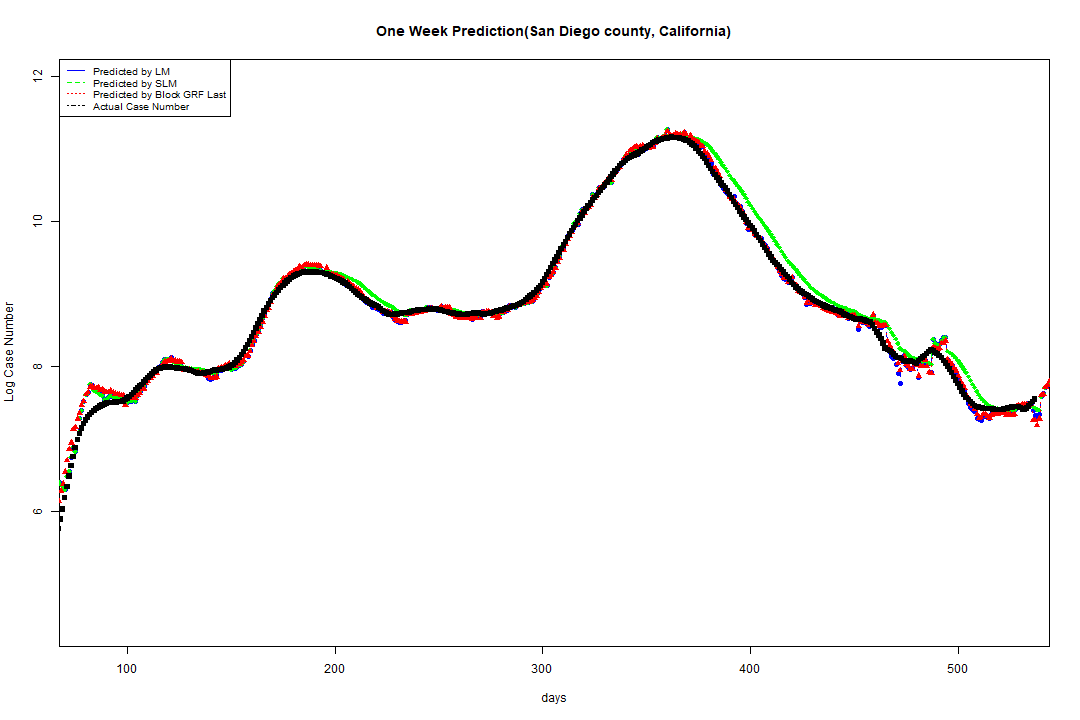 One Week Prediction(San Diego county, California)
Predicted by LM
Predicted by SLM
Predicted by Block GRF Last
Actual Case Number
12
10
8
6
Log Case Number
100 200 300 400 500
days